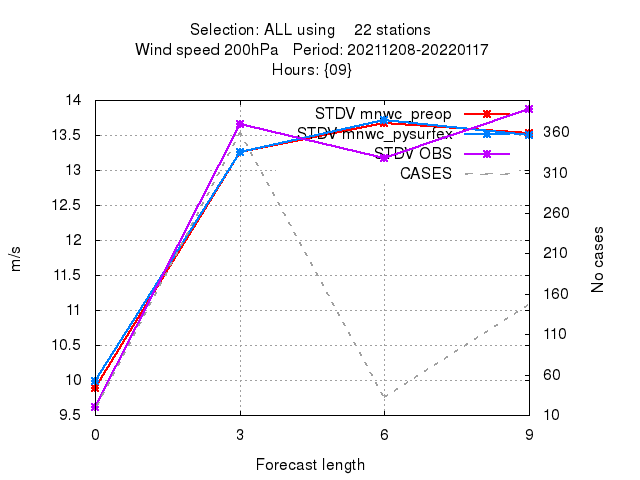 Selection: ALL using 22 stations
Wind speed 200hPa Period: 20211208-20220117
Hours: {09}
STDV mnwc_preop
STDV mnwc_pysurfex
STDV OBS
CASES
14
13.5
13
12.5
12
11.5
11
10.5
10
9.5
m/s
360
310
260
210
160
110
60
10
No cases
0 3 6 9
Forecast length